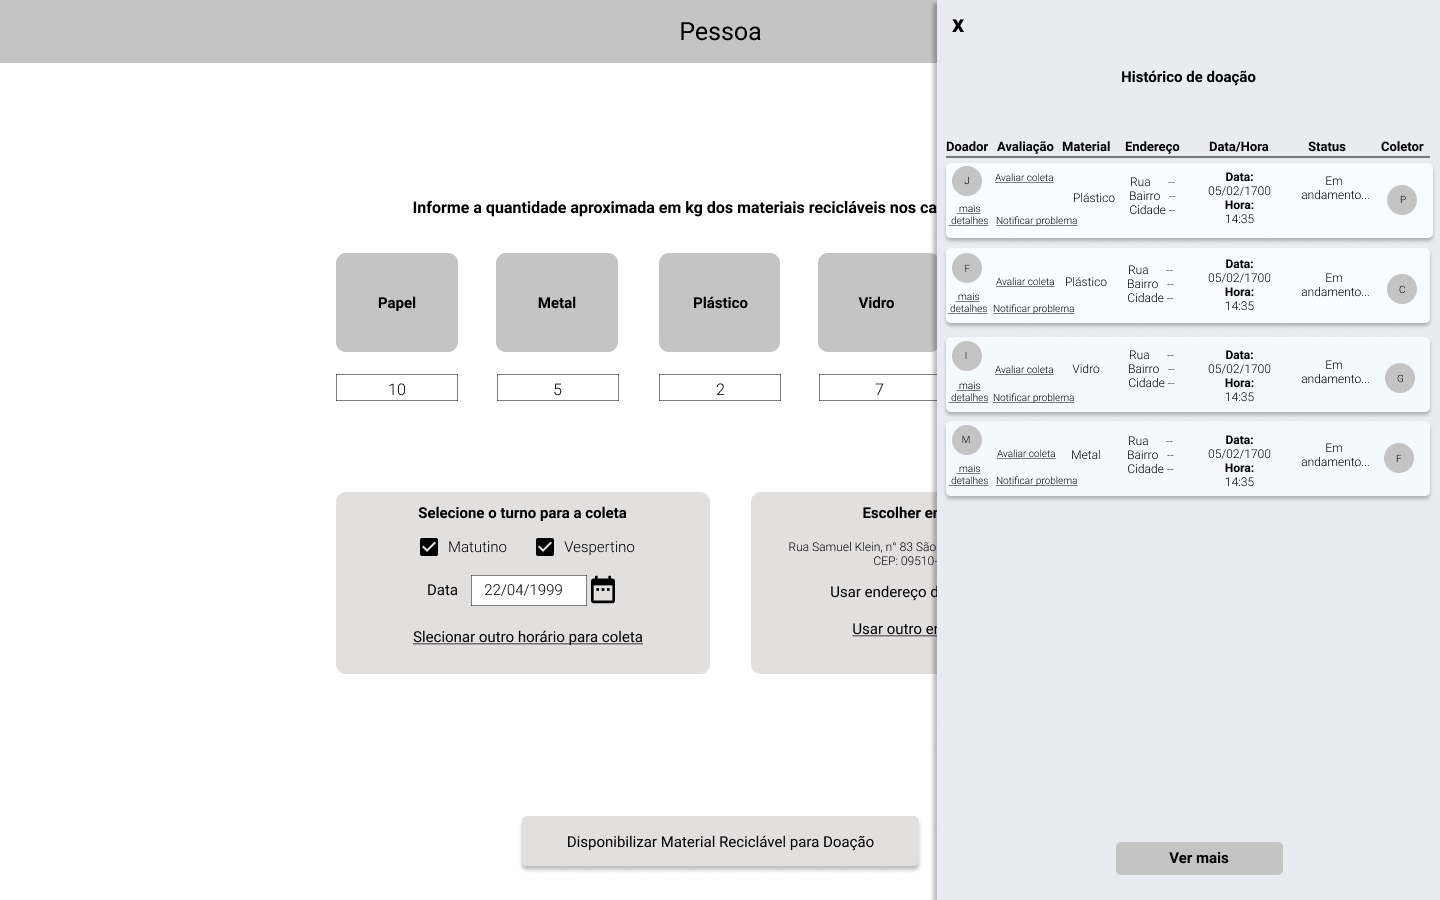 Pessoa
Informe a quantidade aproximada em kg dos materiais recicláveis nos ca
Papel
Metal
Plástico
Vidro
10
5
2
7
Selecione o turno para a coleta
Matutino
Vespertino
Data
22/04/1999
Slecionar outro horário para coleta
Escolher en
Rua Samuel Klein, n° 83 São
CEP: 09510-
Usar endereço d
Usar outro en
Disponibilizar Material Reciclável para Doação
X
Histórico de doação
Doador Avaliação Material Endereço Data/Hora Status Coletor
J
mais
detalhes
Avaliar coleta
Notificar problema
Plástico
Rua --
Bairro --
Cidade --
Data:
05/02/1700
Hora:
14:35
Em
andamento...
P
F
mais
detalhes
Avaliar coleta
Notificar problema
Plástico
Rua --
Bairro --
Cidade --
Data:
05/02/1700
Hora:
14:35
Em
andamento...
C
I
mais
detalhes
Avaliar coleta
Notificar problema
Vidro
Rua --
Bairro --
Cidade --
Data:
05/02/1700
Hora:
14:35
Em
andamento...
G
M
mais
detalhes
Avaliar coleta
Notificar problema
Metal
Rua --
Bairro --
Cidade --
Data:
05/02/1700
Hora:
14:35
Em
andamento...
F
Ver mais